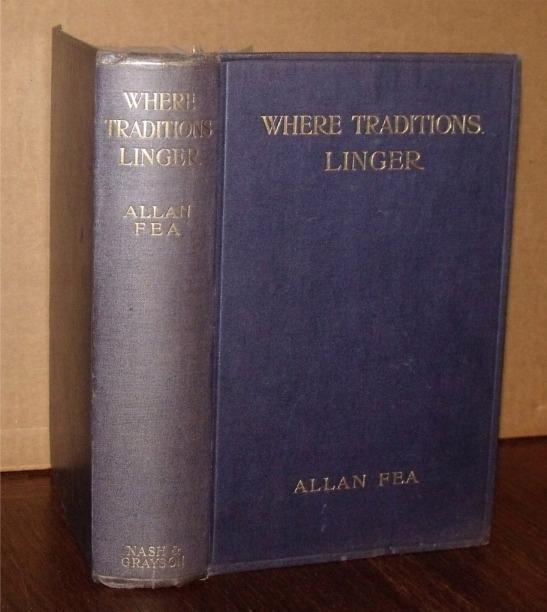 WHERE
TRADITIONS
LINGER
ALLAN
FEA
NASH &
GRAYSON
WHERE TRADITIONS
LINGER
ALLAN FEA